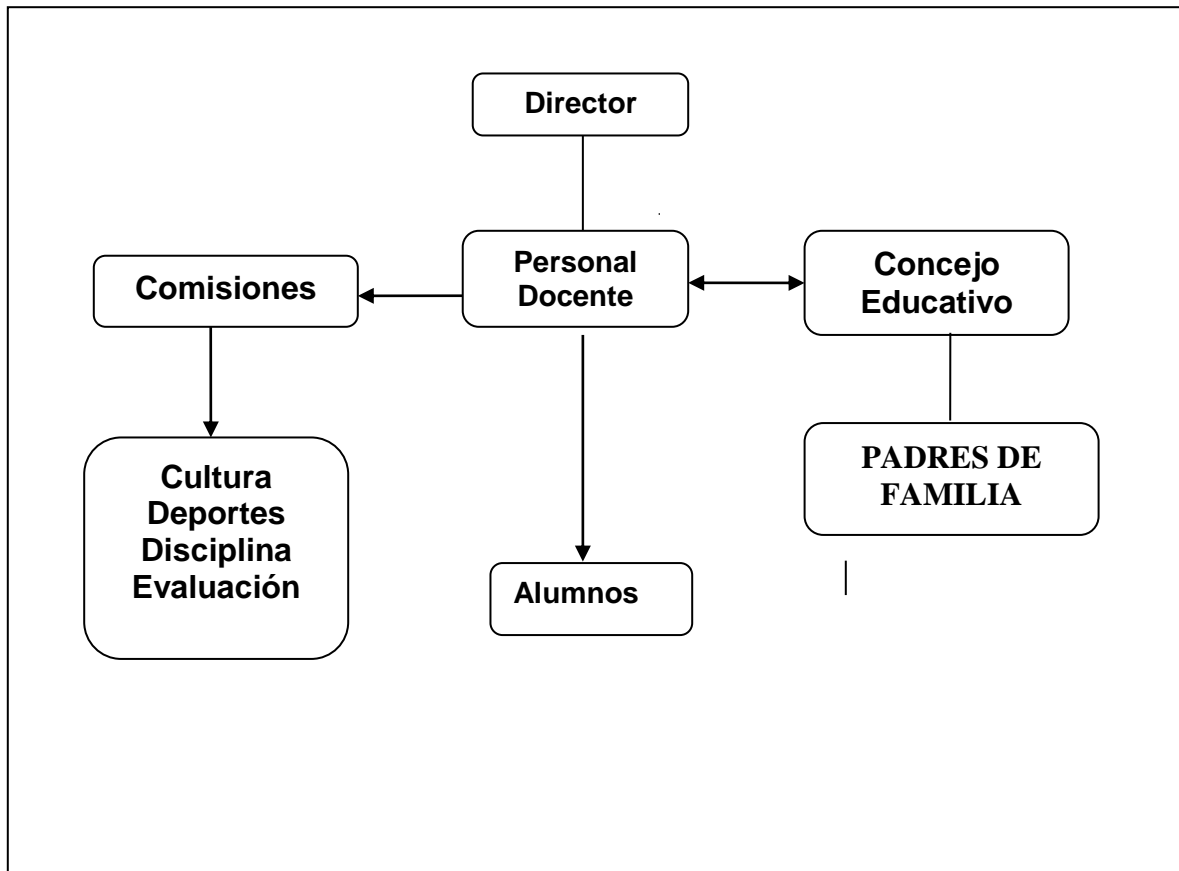 Director
Personal
Docente
Concejo
Educativo
Comisiones
PADRES DE
FAMILIA
Cultura
Deportes
Disciplina
Evaluación
Alumnos